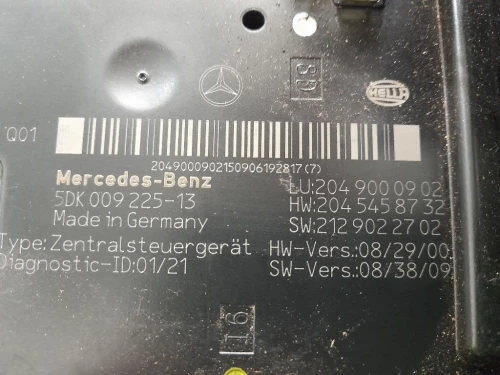 89
HELLA
Q01
2049000902150906192817(7)
Mercedes-Benz
LU:204 900 09 02
5DK 009 225-13
HW:204 545 87 32
Made in Germany
SW:212 902 27 02
Type:Zentralsteuergerät
HW-Vers.:08/29/00
Diagnostic-ID:01/21
SW-Vers.:08/38/09
16